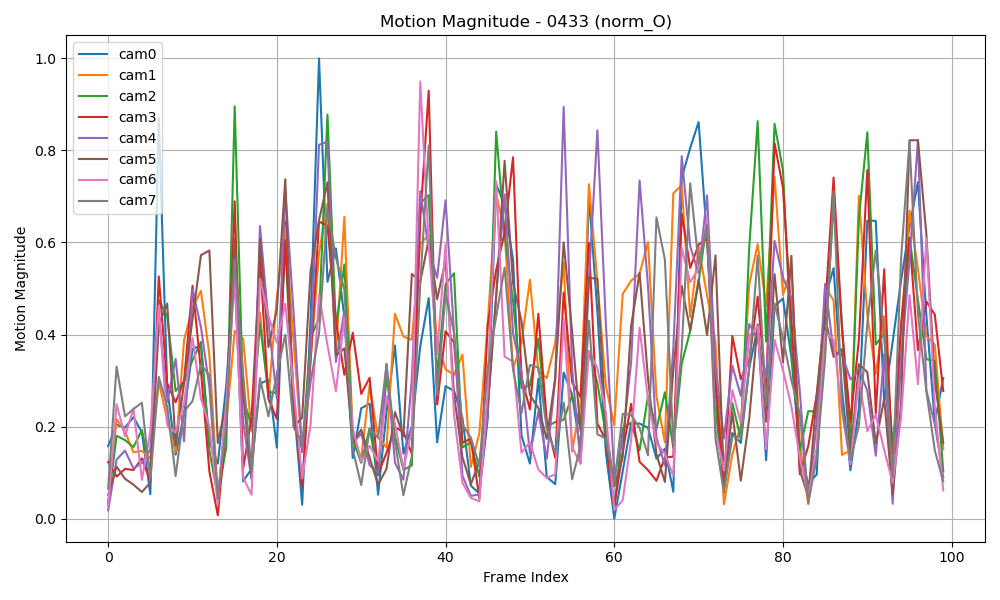 Motion Magnitude - 0433 (norm_O)
cam0
cam1
cam2
cam3
cam4
cam5
cam6
cam7
Motion Magnitude
1.0
0.8
0.6
0.4
0.2
0.0
0 20 40 60 80 100
Frame Index